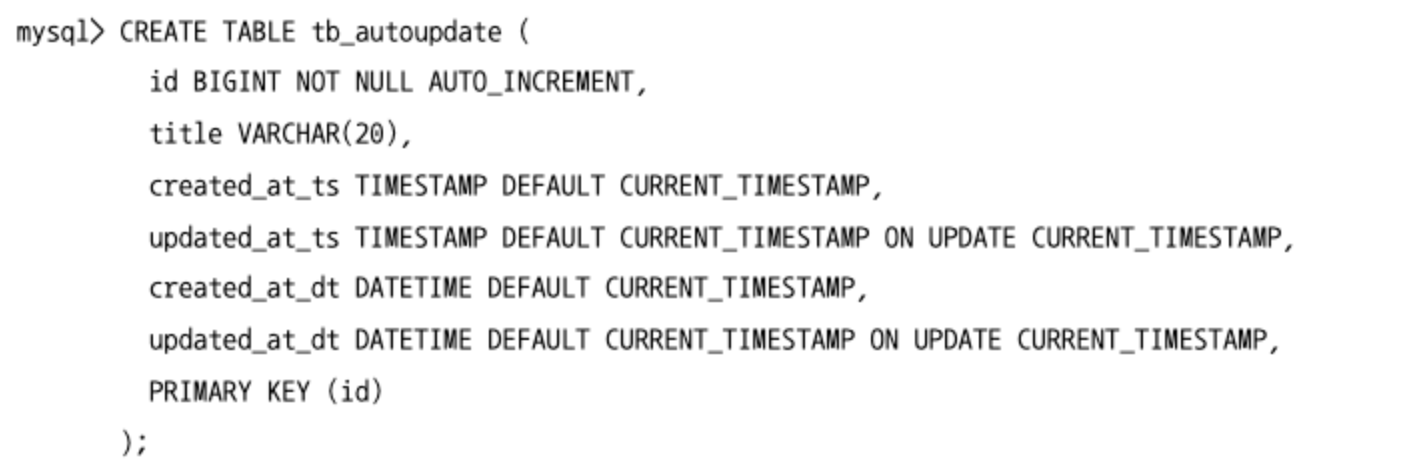 mysql> CREATE TABLE tb_autoupdate (
id BIGINT NOT NULL AUTO_INCREMENT,
title VARCHAR(20),
created_at_ts TIMESTAMP DEFAULT CURRENT_TIMESTAMP,
updated_at_ts TIMESTAMP DEFAULT CURRENT_TIMESTAMP ON UPDATE CURRENT_TIMESTAMP,
created_at_dt DATETIME DEFAULT CURRENT_TIMESTAMP,
updated_at_dt DATETIME DEFAULT CURRENT_TIMESTAMP ON UPDATE CURRENT_TIMESTAMP,
PRIMARY KEY (id)
);